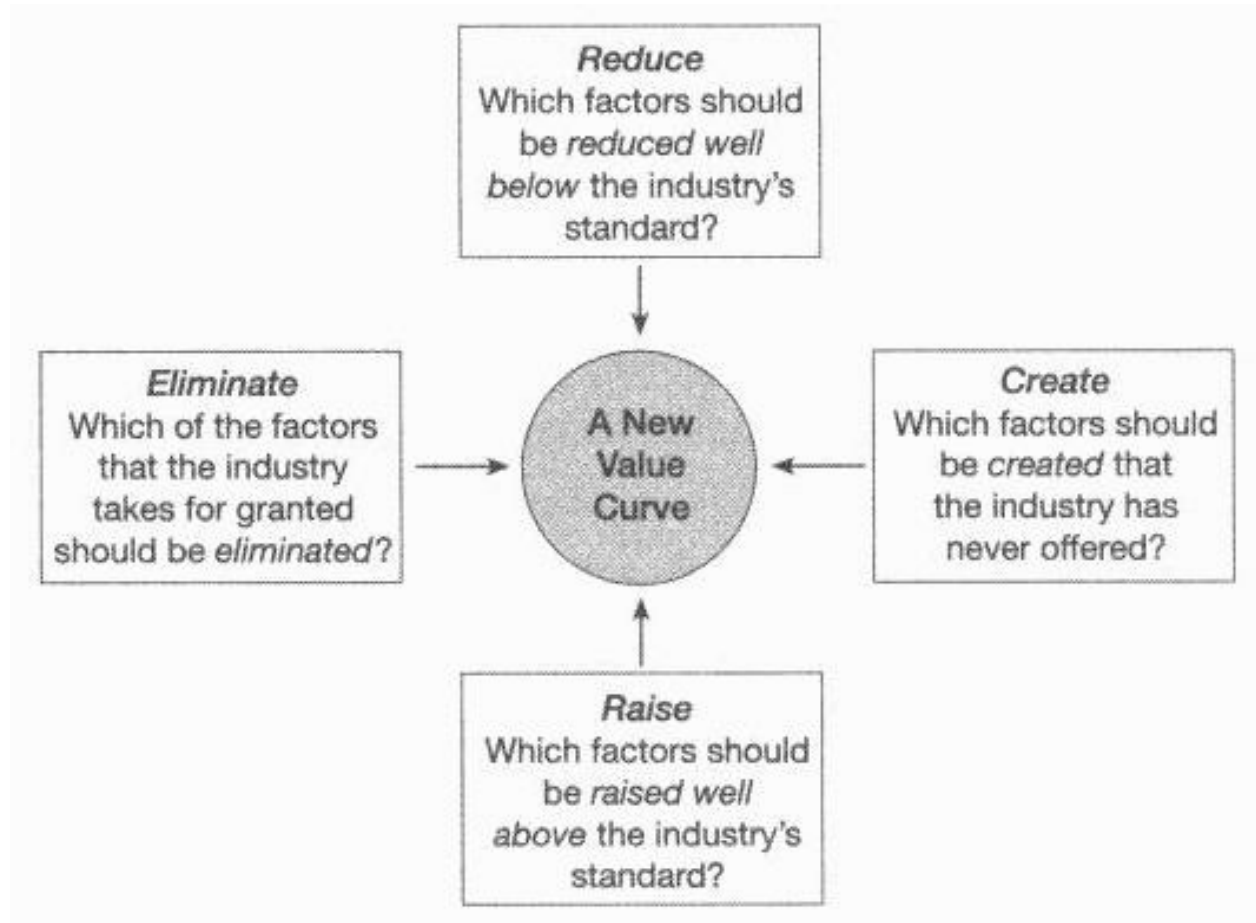 Reduce
Which factors should
be reduced well
below the industry's
standard?
Eliminate
Which of the factors
that the industry
takes for granted
should be eliminated?
A New
Value
Curve
Create
Which factors should
be created that
the industry has
never offered?
Raise
Which factors should
be raised well
above the industry's
standard?